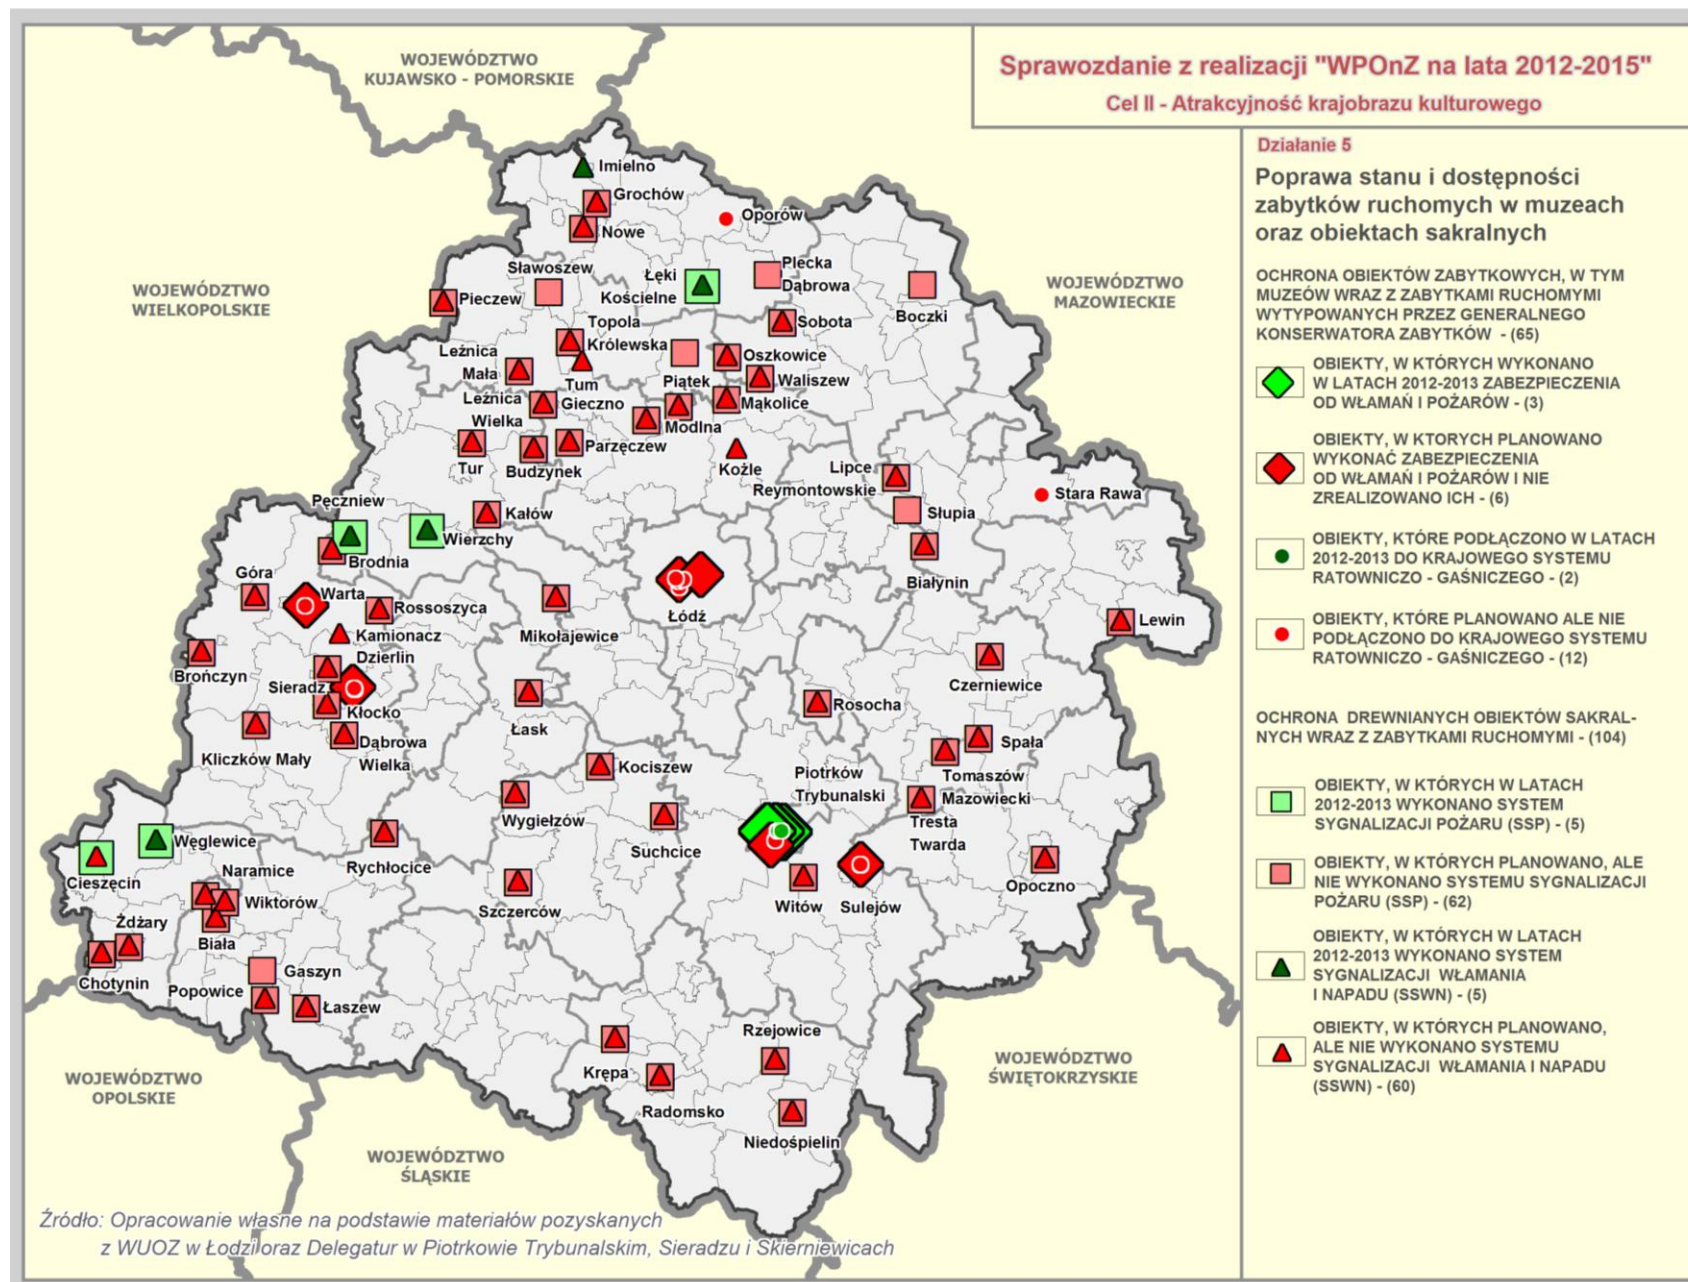 Sprawozdanie z realizacji "WPOnZ na lata 2012-2015"
Cel II - Atrakcyjność krajobrazu kulturowego
Działanie 5
Poprawa stanu i dostępności
zabytków ruchomych w muzeach
oraz obiektach sakralnych
OCHRONA OBIEKTÓW ZABYTKOWYCH, W TYM
MUZEÓW WRAZ Z ZABYTKAMI RUCHOMYMI
WYTYPOWANYCH PRZEZ GENERALNEGO
KONSERWATORA ZABYTKÓW - (65)
OBIEKTY, W KTÓRYCH WYKONANO
W LATACH 2012-2013 ZABEZPIECZENIA
OD WŁAMAŃ I POŻARÓW - (3)
OBIEKTY, W KTORYCH PLANOWANO
WYKONAĆ ZABEZPIECZENIA
OD WŁAMAŃ I POŻARÓW I NIE
ZREALIZOWANO ICH - (6)
OBIEKTY, KTÓRE PODŁĄCZONO W LATACH
2012-2013 DO KRAJOWEGO SYSTEMU
RATOWNICZO - GAŚNICZEGO - (2)
OBIEKTY, KTÓRE PLANOWANO ALE NIE
PODŁĄCZONO DO KRAJOWEGO SYSTEMU
RATOWNICZO - GAŚNICZEGO - (12)
OCHRONA DREWNIANYCH OBIEKTÓW SAKRAL-
NYCH WRAZ Z ZABYTKAMI RUCHOMYMI - (104)
OBIEKTY, W KTÓRYCH W LATACH
2012-2013 WYKONANO SYSTEM
SYGNALIZACJI POŻARU (SSP) - (5)
OBIEKTY, W KTÓRYCH PLANOWANO, ALE
NIE WYKONANO SYSTEMU SYGNALIZACJI
POŻARU (SSP) - (62)
OBIEKTY, W KTÓRYCH W LATACH
2012-2013 WYKONANO SYSTEM
SYGNALIZACJI WŁAMANIA
I NAPADU (SSWN) - (5)
OBIEKTY, W KTÓRYCH PLANOWANO,
ALE NIE WYKONANO SYSTEMU
SYGNALIZACJI WŁAMANIA I NAPADU
(SSWN) - (60)
WOJEWÓDZTWO
KUJAWSKO - POMORSKIE
WOJEWÓDZTWO
WIELKOPOLSKIE
WOJEWÓDZTWO
MAZOWIECKIE
WOJEWÓDZTWO
OPOLSKIE
WOJEWÓDZTWO
ŚLĄSKIE
WOJEWÓDZTWO
ŚWIĘTOKRZYSKIE
Imielno
Grochów
Nowe
Oporów
Sławoszew
Łęki
Kościelne
Plecka
Dąbrowa
Boczki
Pieczew
Topola
Królewska
Sobota
Leźnica
Mała
Tum
Piątek
Oszkowice
Waliszew
Leźnica
Wielka
Gieczno
Mąkolice
Modlna
Tur
Budzynek
Parzęczew
Koźle
Lipce
Reymontowskie
Stara Rawa
Słupia
Pęczniew
Kałów
Wierzchy
Brodnia
Białynin
Góra
Warta
Rossoszyca
Mikołajewice
Łódź
Lewin
Kamionacz
Brończyn
Dzierlin
Sieradz
Kłocko
Czerniewice
Łask
Rosocha
Kliczków Mały
Dąbrowa
Wielka
Spała
Tomaszów
Mazowiecki
Kociszew
Piotrków
Trybunalski
Wygiełzów
Suchcice
Tresta
Twarda
Węglewice
Cieszęcin
Rychłocice
Naramice
Wiktorów
Szczerców
Witów
Sulejów
Opoczno
Żdżary
Biała
Chotynin
Gaszyn
Popowice
Łaszew
Rzejowice
Krępa
Radomsko
Niedośpielin
Źródło: Opracowanie własne na podstawie materiałów pozyskanych
z WUOZ w Łodzi oraz Delegatur w Piotrkowie Trybunalskim, Sieradzu i Skierniewicach